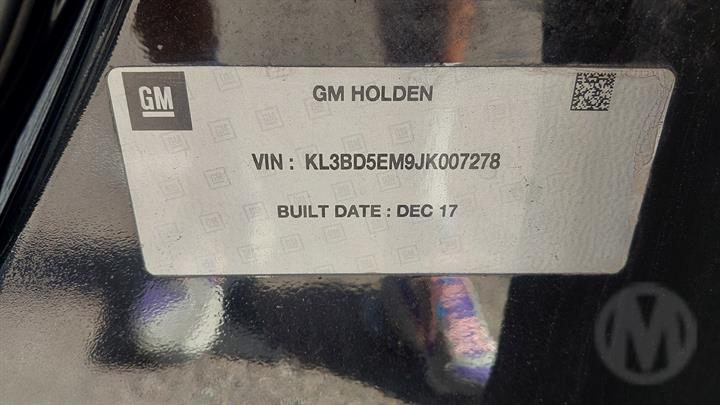 GM
GM HOLDEN
VIN : KL3BD5EM9JK007278
BUILT DATE : DEC 17
M